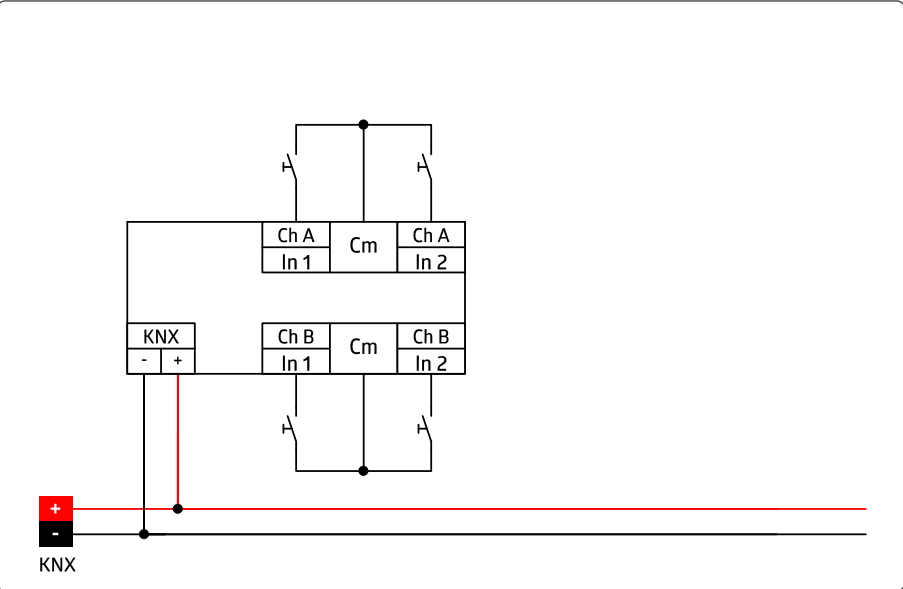 Ch A Cm Ch A
In 1 In 2
KNX Ch B Cm Ch B
- + In 1 In 2
+
-
KNX